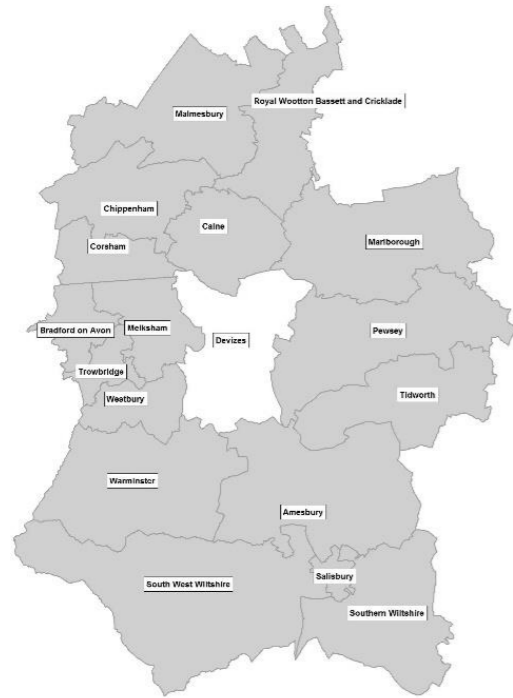 Royal Wootton Bassett and Cricklade
Malmesbury
Chippenham
Calne
Corsham
Marlborough
Bradford on Avon
Melksham
Devizes
Pewsey
Trowbridge
Westbury
Tidworth
Warminster
Amesbury
Salisbury
South West Wiltshire
Southern Wiltshire